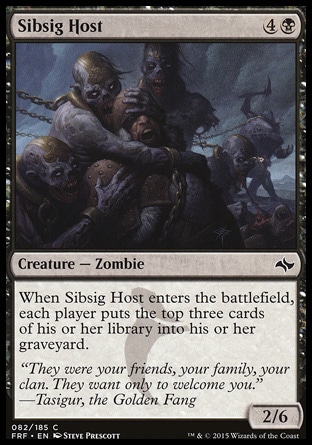 Sibsig Host 4
Creature — Zombie
When Sibsig Host enters the battlefield,
each player puts the top three cards
of his or her library into his or her
graveyard.
“They were your friends, your family, your
clan. They want only to welcome you.”
—Tasigur, the Golden Fang
2/6
082/185 C
FRF • EN Steve Prescott
™ & © 2015 Wizards of the Coast